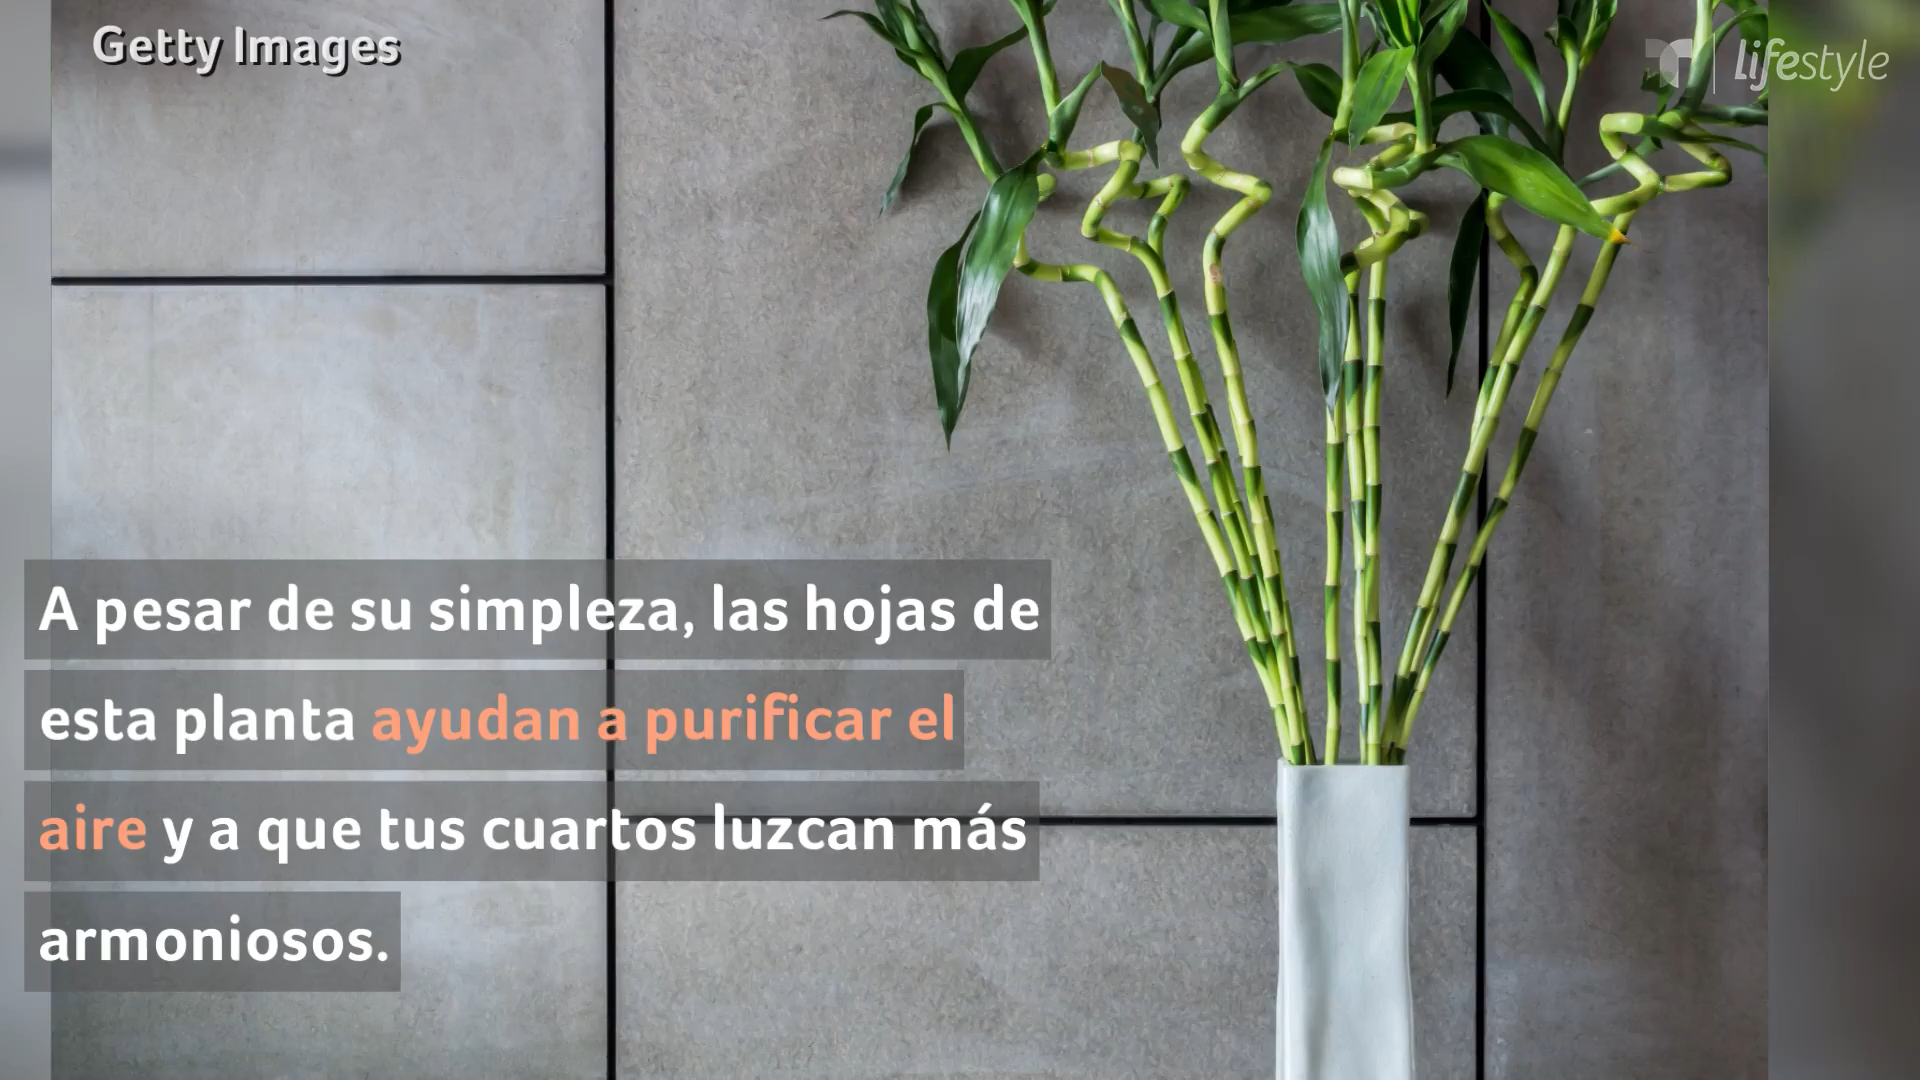 Getty Images
lifestyle
A pesar de su simpleza, las hojas de
esta planta ayudan a purificar el
aire y a que tus cuartos luzcan más
armoniosos.